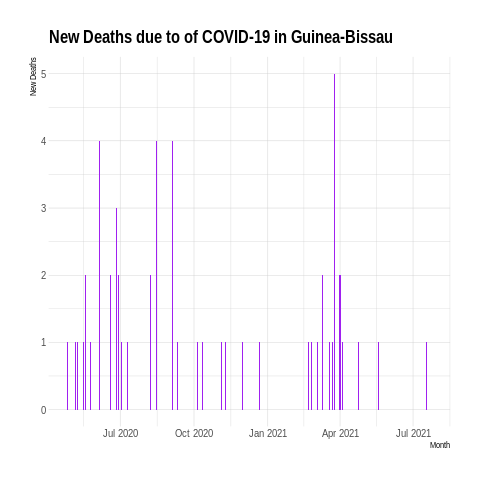 New Deaths due to of COVID-19 in Guinea-Bissau
New Deaths
5
4
3
2
1
0
Jul 2020
Oct 2020
Jan 2021
Apr 2021
Jul 2021
Month